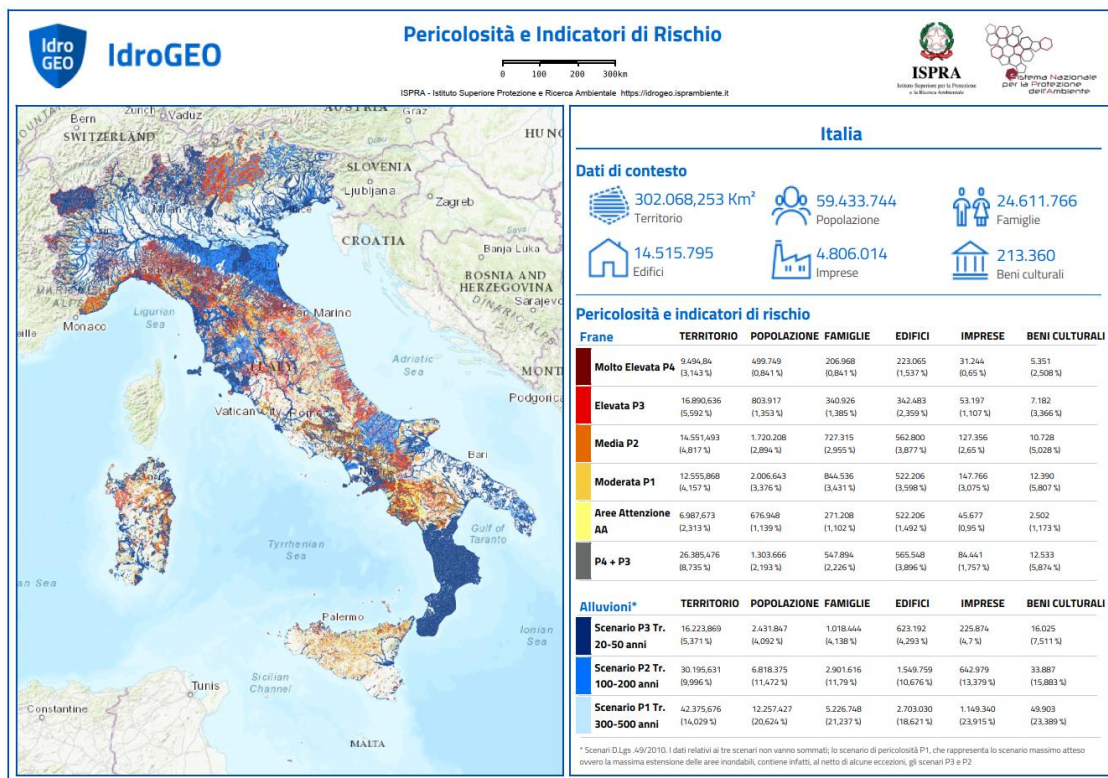 Idro
GEO
IdroGEO
Pericolosità e Indicatori di Rischio
0 100 200 300km
ISPRA - Istituto Superiore Protezione e Ricerca Ambientale https://idrogeo.isprambiente.it
ISPRA
Istituto Superiore per la Protezione
e la Ricerca Ambientale
Sistema Nazionale
per la Protezione
dell'Ambiente
Bern
Zurich
Vaduz
AUSTRIA
Graz
SWITZERLAND
SLOVENIA
Ljubljana
Zagreb
CROATIA
Banja Luka
BOSNIA AND
HERZEGOVINA
Sarajevo
DINARIC ALPS
Monaco
Ligurian
Sea
San Marino
ITALY
Adriatic
Sea
Podgorica
Vatican City
Rome
Bari
Gulf of
Taranto
Tyrrhenian
Sea
Palermo
Ionian
Sea
Sicilian
Channel
Tunis
Constantine
MALTA
Italia
Dati di contesto
302.068,253 Km²
Territorio
59.433.744
Popolazione
24.611.766
Famiglie
14.515.795
Edifici
4.806.014
Imprese
213.360
Beni culturali
Pericolosità e indicatori di rischio
Frane TERRITORIO POPOLAZIONE FAMIGLIE EDIFICI IMPRESE BENI CULTURALI
Molto Elevata P4 9.494,84 499.749 206.968 223.065 31.244 5.351
(3,143 %) (0,841 %) (0,841 %) (1,537 %) (0,65 %) (2,508 %)
Elevata P3 16.890,636 803.917 340.926 342.483 53.197 7.182
(5,592 %) (1,353 %) (1,385 %) (2,359 %) (1,107 %) (3,366 %)
Media P2 14.551,493 1.720.208 727.315 562.800 127.356 10.728
(4,817 %) (2,894 %) (2,955 %) (3,877 %) (2,65 %) (5,028 %)
Moderata P1 12.555,868 2.006.643 844.536 522.206 147.766 12.390
(4,157 %) (3,376 %) (3,431 %) (3,598 %) (3,075 %) (5,807 %)
Aree Attenzione AA 6.987,673 676.948 271.208 522.206 45.677 2.502
(2,313 %) (1,139 %) (1,102 %) (1,492 %) (0,95 %) (1,173 %)
P4 + P3 26.385,476 1.303.666 547.894 565.548 84.441 12.533
(8,735 %) (2,193 %) (2,226 %) (3,896 %) (1,757 %) (5,874 %)
Alluvioni* TERRITORIO POPOLAZIONE FAMIGLIE EDIFICI IMPRESE BENI CULTURALI
Scenario P3 Tr. 16.223,869 2.431.847 1.018.444 623.192 225.874 16.025
20-50 anni (5,371 %) (4,092 %) (4,138 %) (4,293 %) (4,7 %) (7,511 %)
Scenario P2 Tr. 30.195,631 6.818.375 2.901.616 1.549.759 642.979 33.887
100-200 anni (9,996 %) (11,472 %) (11,79 %) (10,676 %) (13,379 %) (15,883 %)
Scenario P1 Tr. 42.375,676 12.257.427 5.226.748 2.703.030 1.149.340 49.903
300-500 anni (14,029 %) (20,624 %) (21,237 %) (18,621 %) (23,915 %) (23,389 %)
* Scenari D.Lgs .49/2010. I dati relativi ai tre scenari non vanno sommati; lo scenario di pericolosità P1, che rappresenta lo scenario massimo atteso
ovvero la massima estensione delle aree inondabili, contiene infatti, al netto di alcune eccezioni, gli scenari P3 e P2